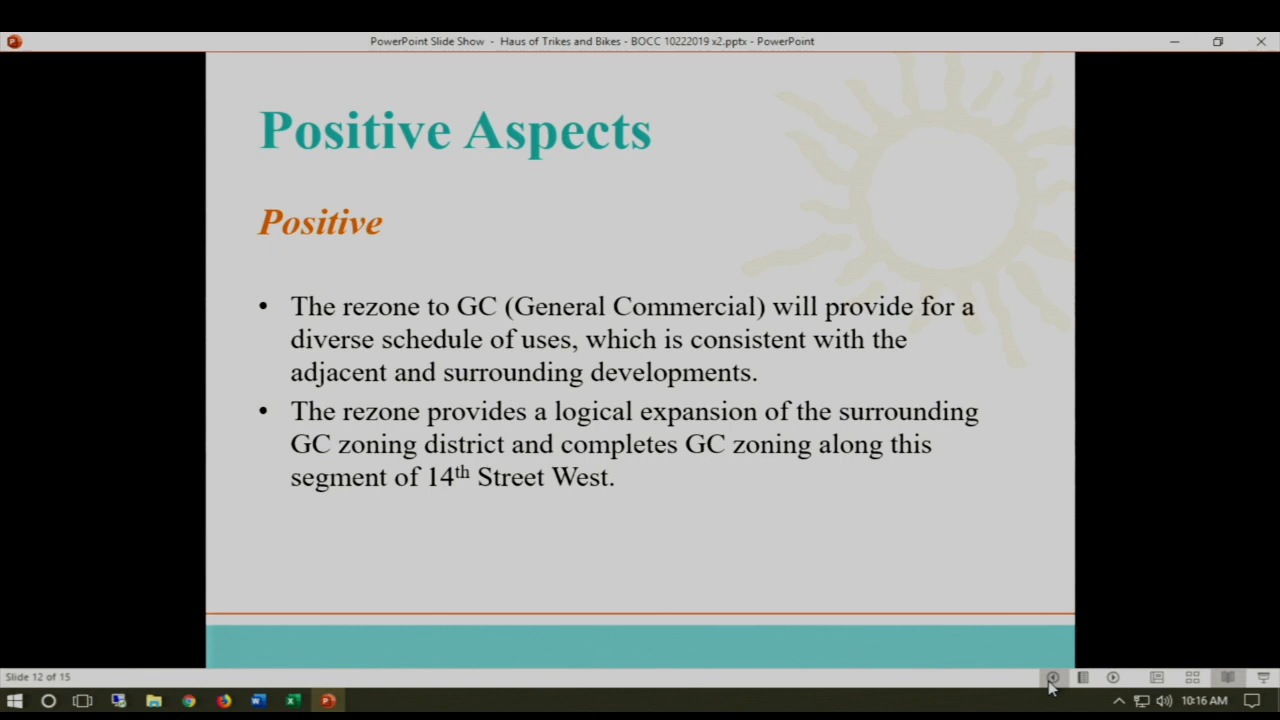 PowerPoint Slide Show - Haus of Trikes and Bikes - BOCC 10222019 x2.pptx - PowerPoint
Positive Aspects
Positive
• The rezone to GC (General Commercial) will provide for a
diverse schedule of uses, which is consistent with the
adjacent and surrounding developments.
• The rezone provides a logical expansion of the surrounding
GC zoning district and completes GC zoning along this
segment of 14th Street West.
Slide 12 of 15
10:16 AM